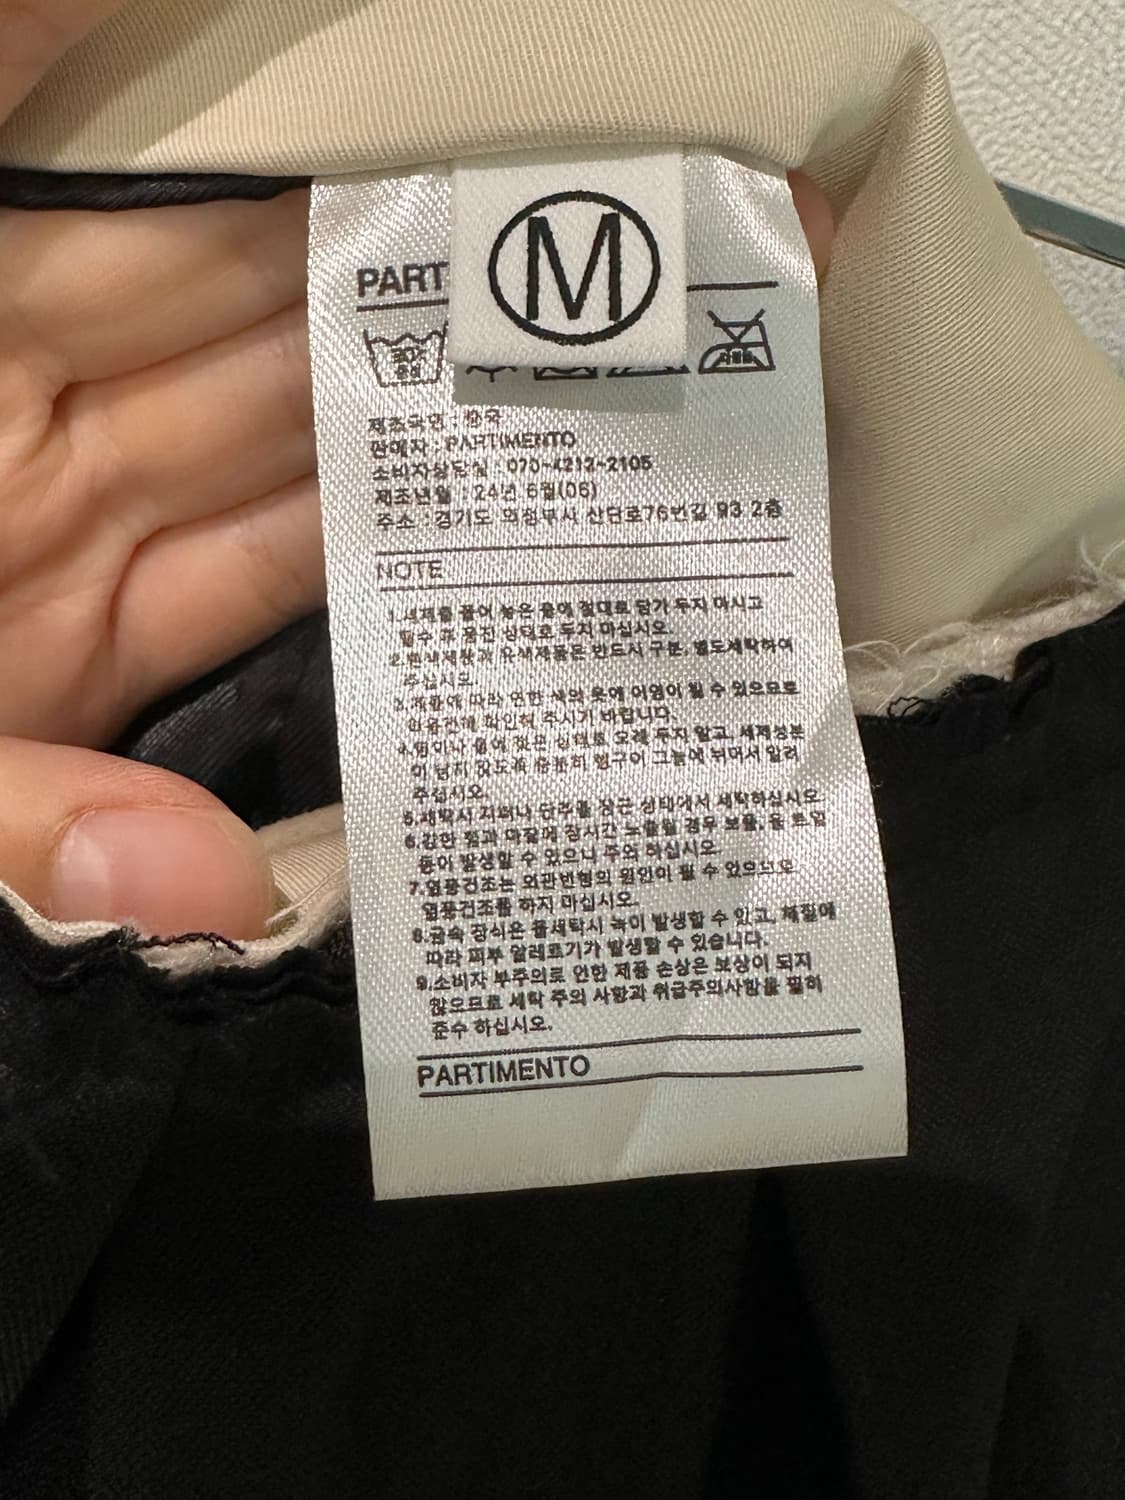 M
PART
30° 중성
제조국명 : 한국
판매자 : PARTIMENTO
소비자상담실 : 070-4212-2105
제조년월 : 24년 6월(06)
주소 : 경기도 의정부시 산단로76번길 93 2층
NOTE
1.세제를 풀어 놓은 물에 절대로 담가 두지 마시고
탈수 후 뭉친 상태로 두지 마십시오.
2.흰색제품과 유색제품은 반드시 구분, 별도세탁하여
주십시오.
3.제품에 따라 연한 색의 옷에 이염이 될 수 있으므로
착용전에 확인해 주시기 바랍니다.
4.땀이나 물에 젖은 상태로 오래 두지 말고, 세제성분
이 남지 않도록 충분히 헹구어 그늘에 뉘어서 말려
주십시오.
5.세탁시 지퍼나 단추를 잠근 상태에서 세탁하십시오.
6.강한 힘과 마찰에 장시간 노출될 경우 보풀, 올 트임
등이 발생할 수 있으니 주의 하십시오.
7.열풍건조는 외관변형의 원인이 될 수 있으므로
열풍건조를 하지 마십시오.
8.금속 장식은 물세탁시 녹이 발생할 수 있고, 체질에
따라 피부 알레르기가 발생할 수 있습니다.
9.소비자 부주의로 인한 제품 손상은 보상이 되지
않으므로 세탁 주의 사항과 취급주의사항을 필히
준수 하십시오.
PARTIMENTO